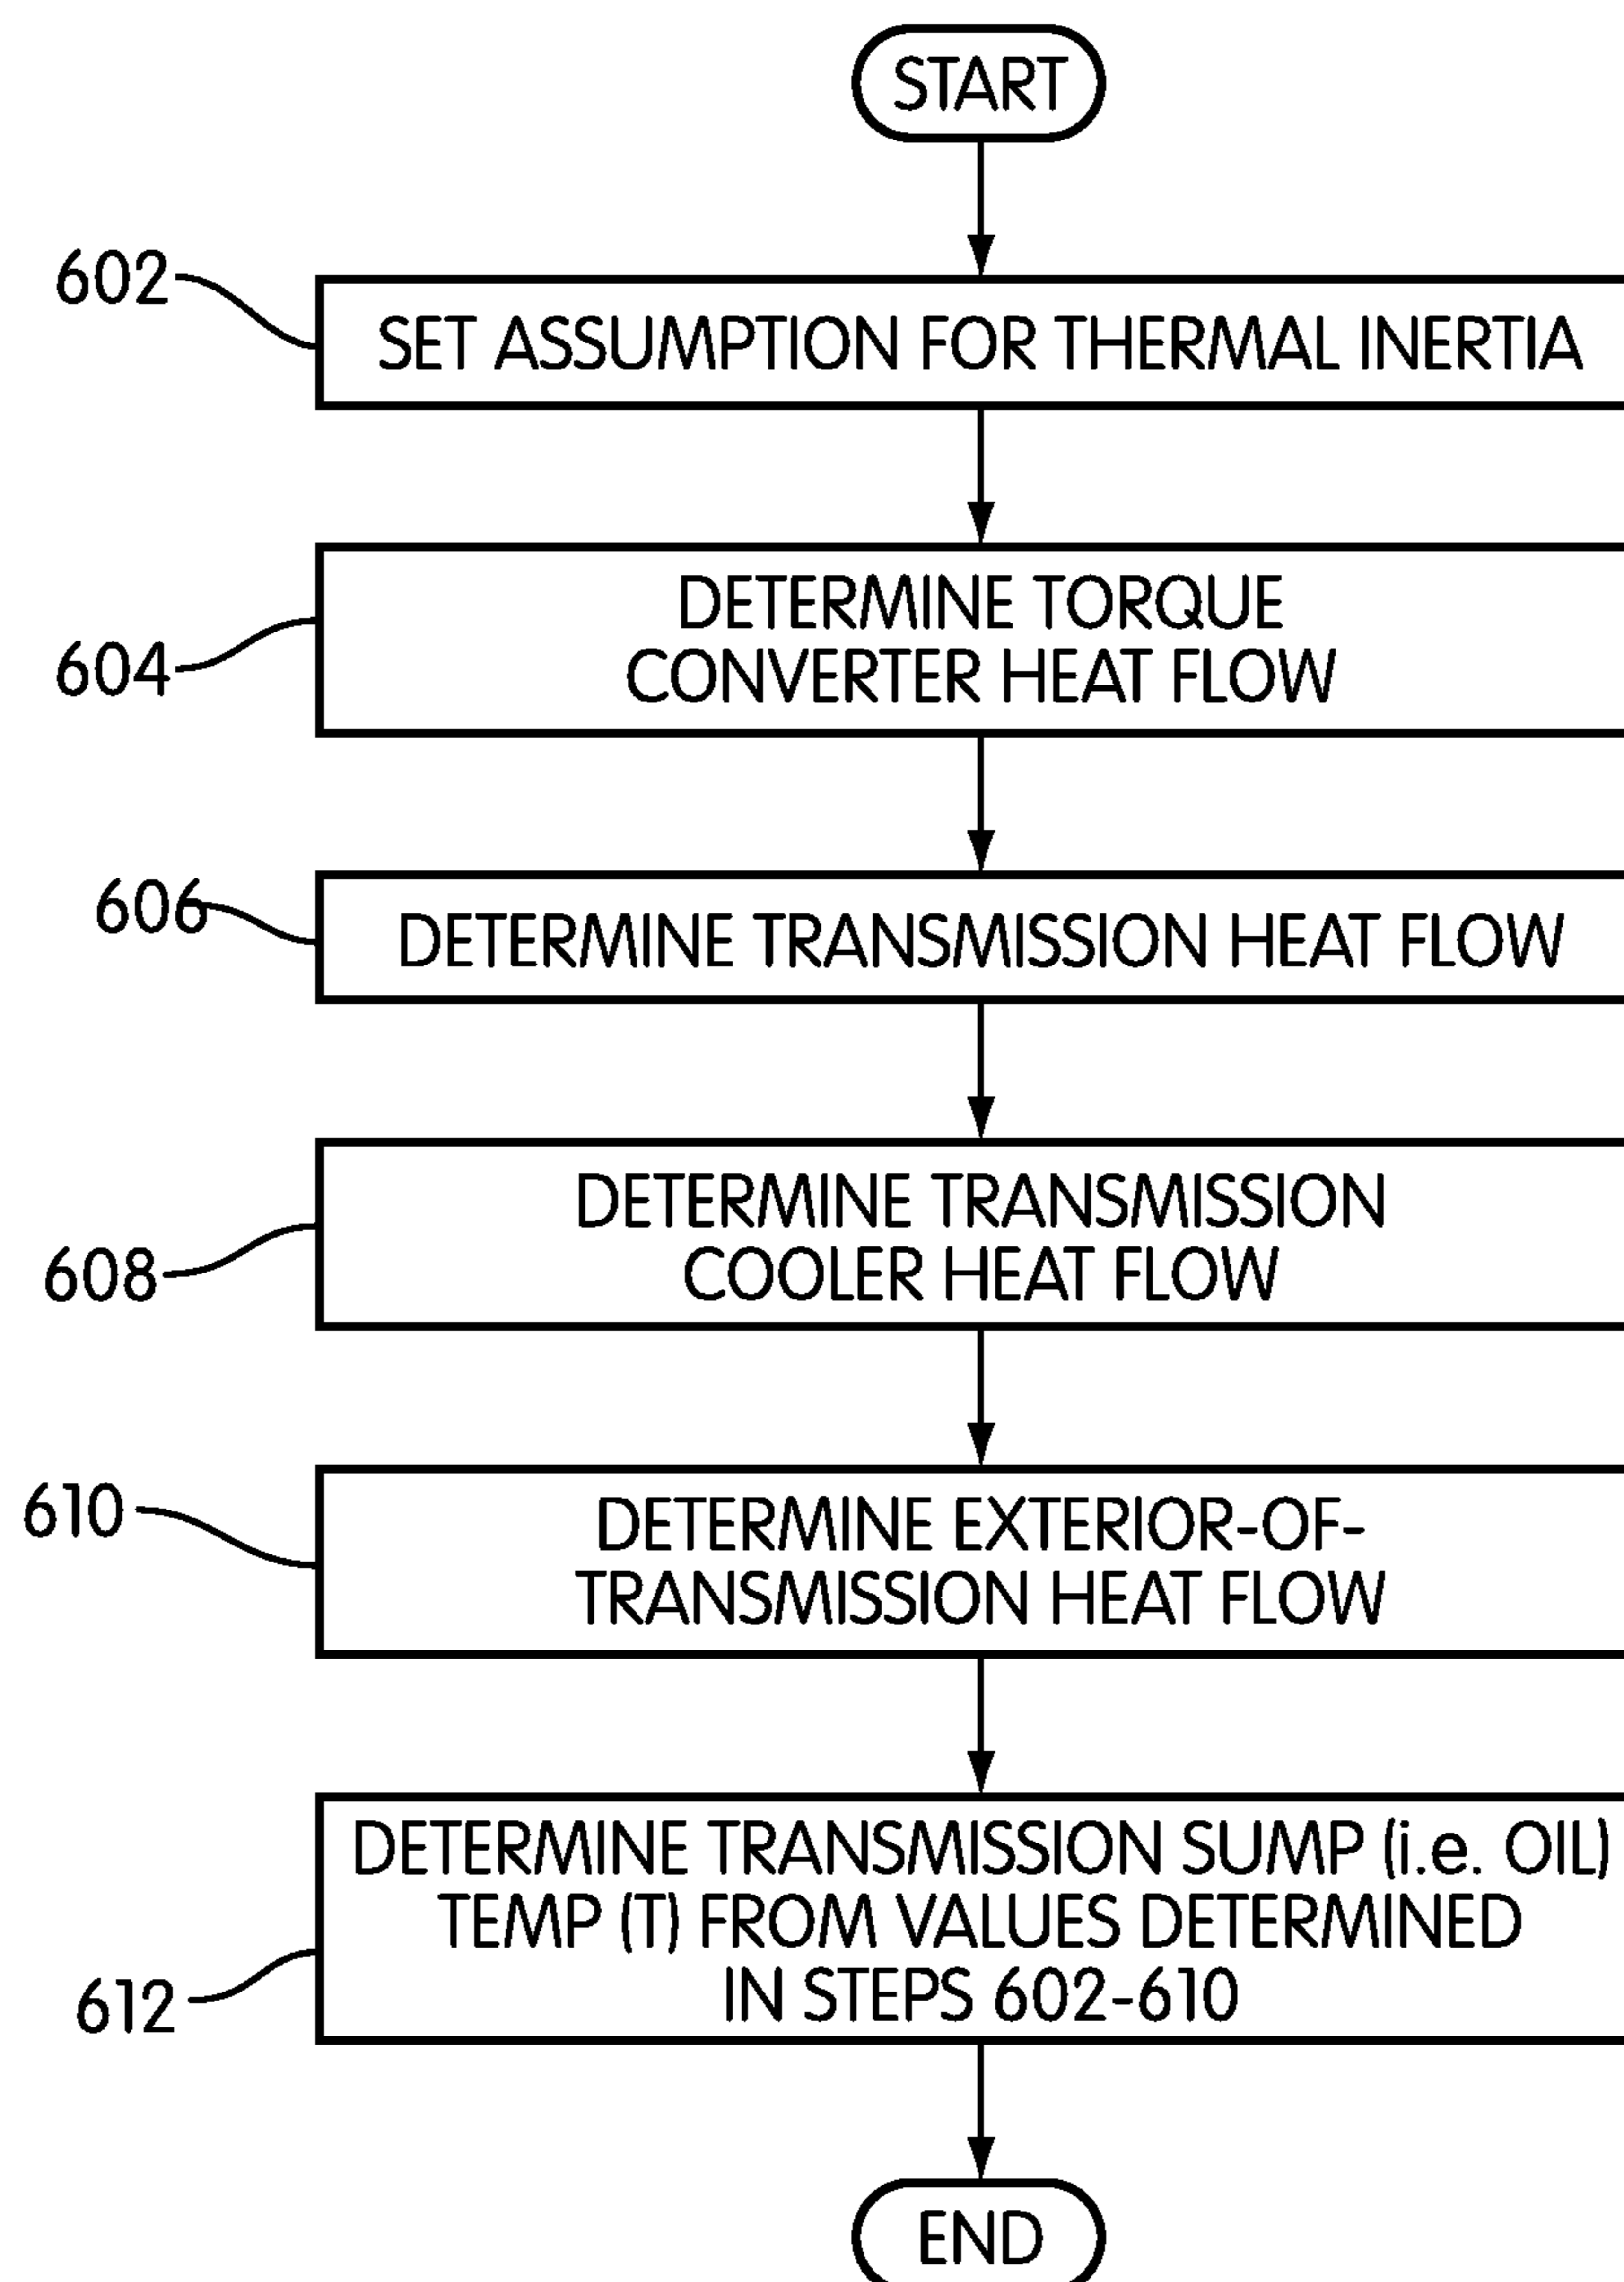 START
602
SET ASSUMPTION FOR THERMAL INERTIA
604
DETERMINE TORQUE
CONVERTER HEAT FLOW
606
DETERMINE TRANSMISSION HEAT FLOW
608
DETERMINE TRANSMISSION
COOLER HEAT FLOW
610
DETERMINE EXTERIOR-OF-
TRANSMISSION HEAT FLOW
612
DETERMINE TRANSMISSION SUMP (i.e. OIL)
TEMP (T) FROM VALUES DETERMINED
IN STEPS 602-610
END